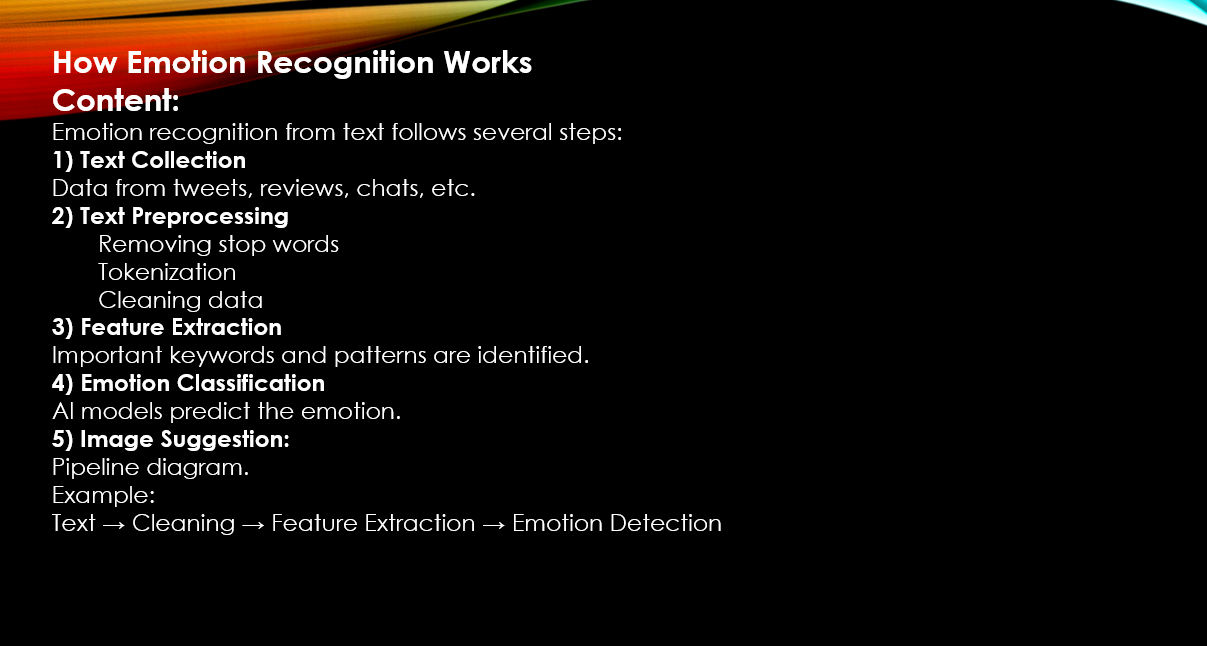 How Emotion Recognition Works
Content:
Emotion recognition from text follows several steps:
1) Text Collection
Data from tweets, reviews, chats, etc.
2) Text Preprocessing
Removing stop words
Tokenization
Cleaning data
3) Feature Extraction
Important keywords and patterns are identified.
4) Emotion Classification
AI models predict the emotion.
5) Image Suggestion:
Pipeline diagram.
Example:
Text → Cleaning → Feature Extraction → Emotion Detection